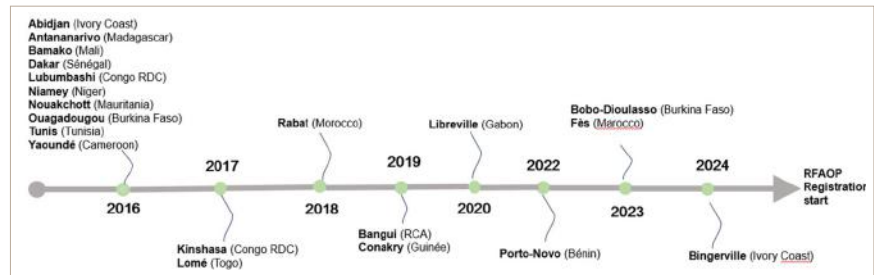 Abidjan (Ivory Coast)
Antananarivo (Madagascar)
Bamako (Mali)
Dakar (Sénégal)
Lubumbashi (Congo RDC)
Niamey (Niger)
Nouakchott (Mauritania)
Ouagadougou (Burkina Faso)
Tunis (Tunisia)
Yaoundé (Cameroon)
2016
2017
Kinshasa (Congo RDC)
Lomé (Togo)
Rabat (Morocco)
2018
2019
Bangui (RCA)
Conakry (Guinée)
Libreville (Gabon)
2020
2022
Porto-Novo (Bénin)
Bobo-Dioulasso (Burkina Faso)
Fès (Marocco)
2023
2024
Bingerville (Ivory Coast)
RFAOP
Registration
start